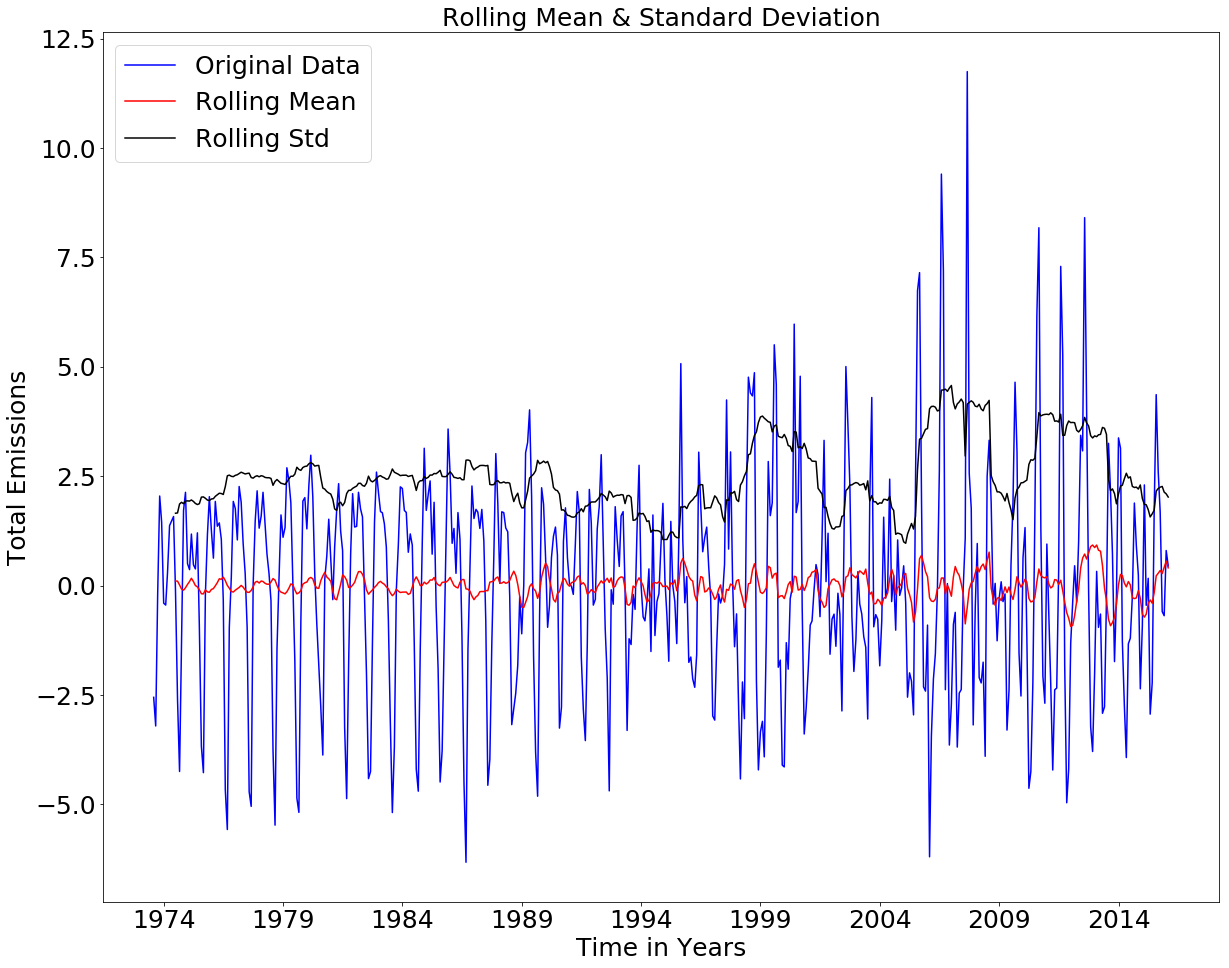 Rolling Mean & Standard Deviation
12.5
10.0
7.5
5.0
2.5
0.0
−2.5
−5.0
Total Emissions
Original Data
Rolling Mean
Rolling Std
1974 1979 1984 1989 1994 1999 2004 2009 2014
Time in Years